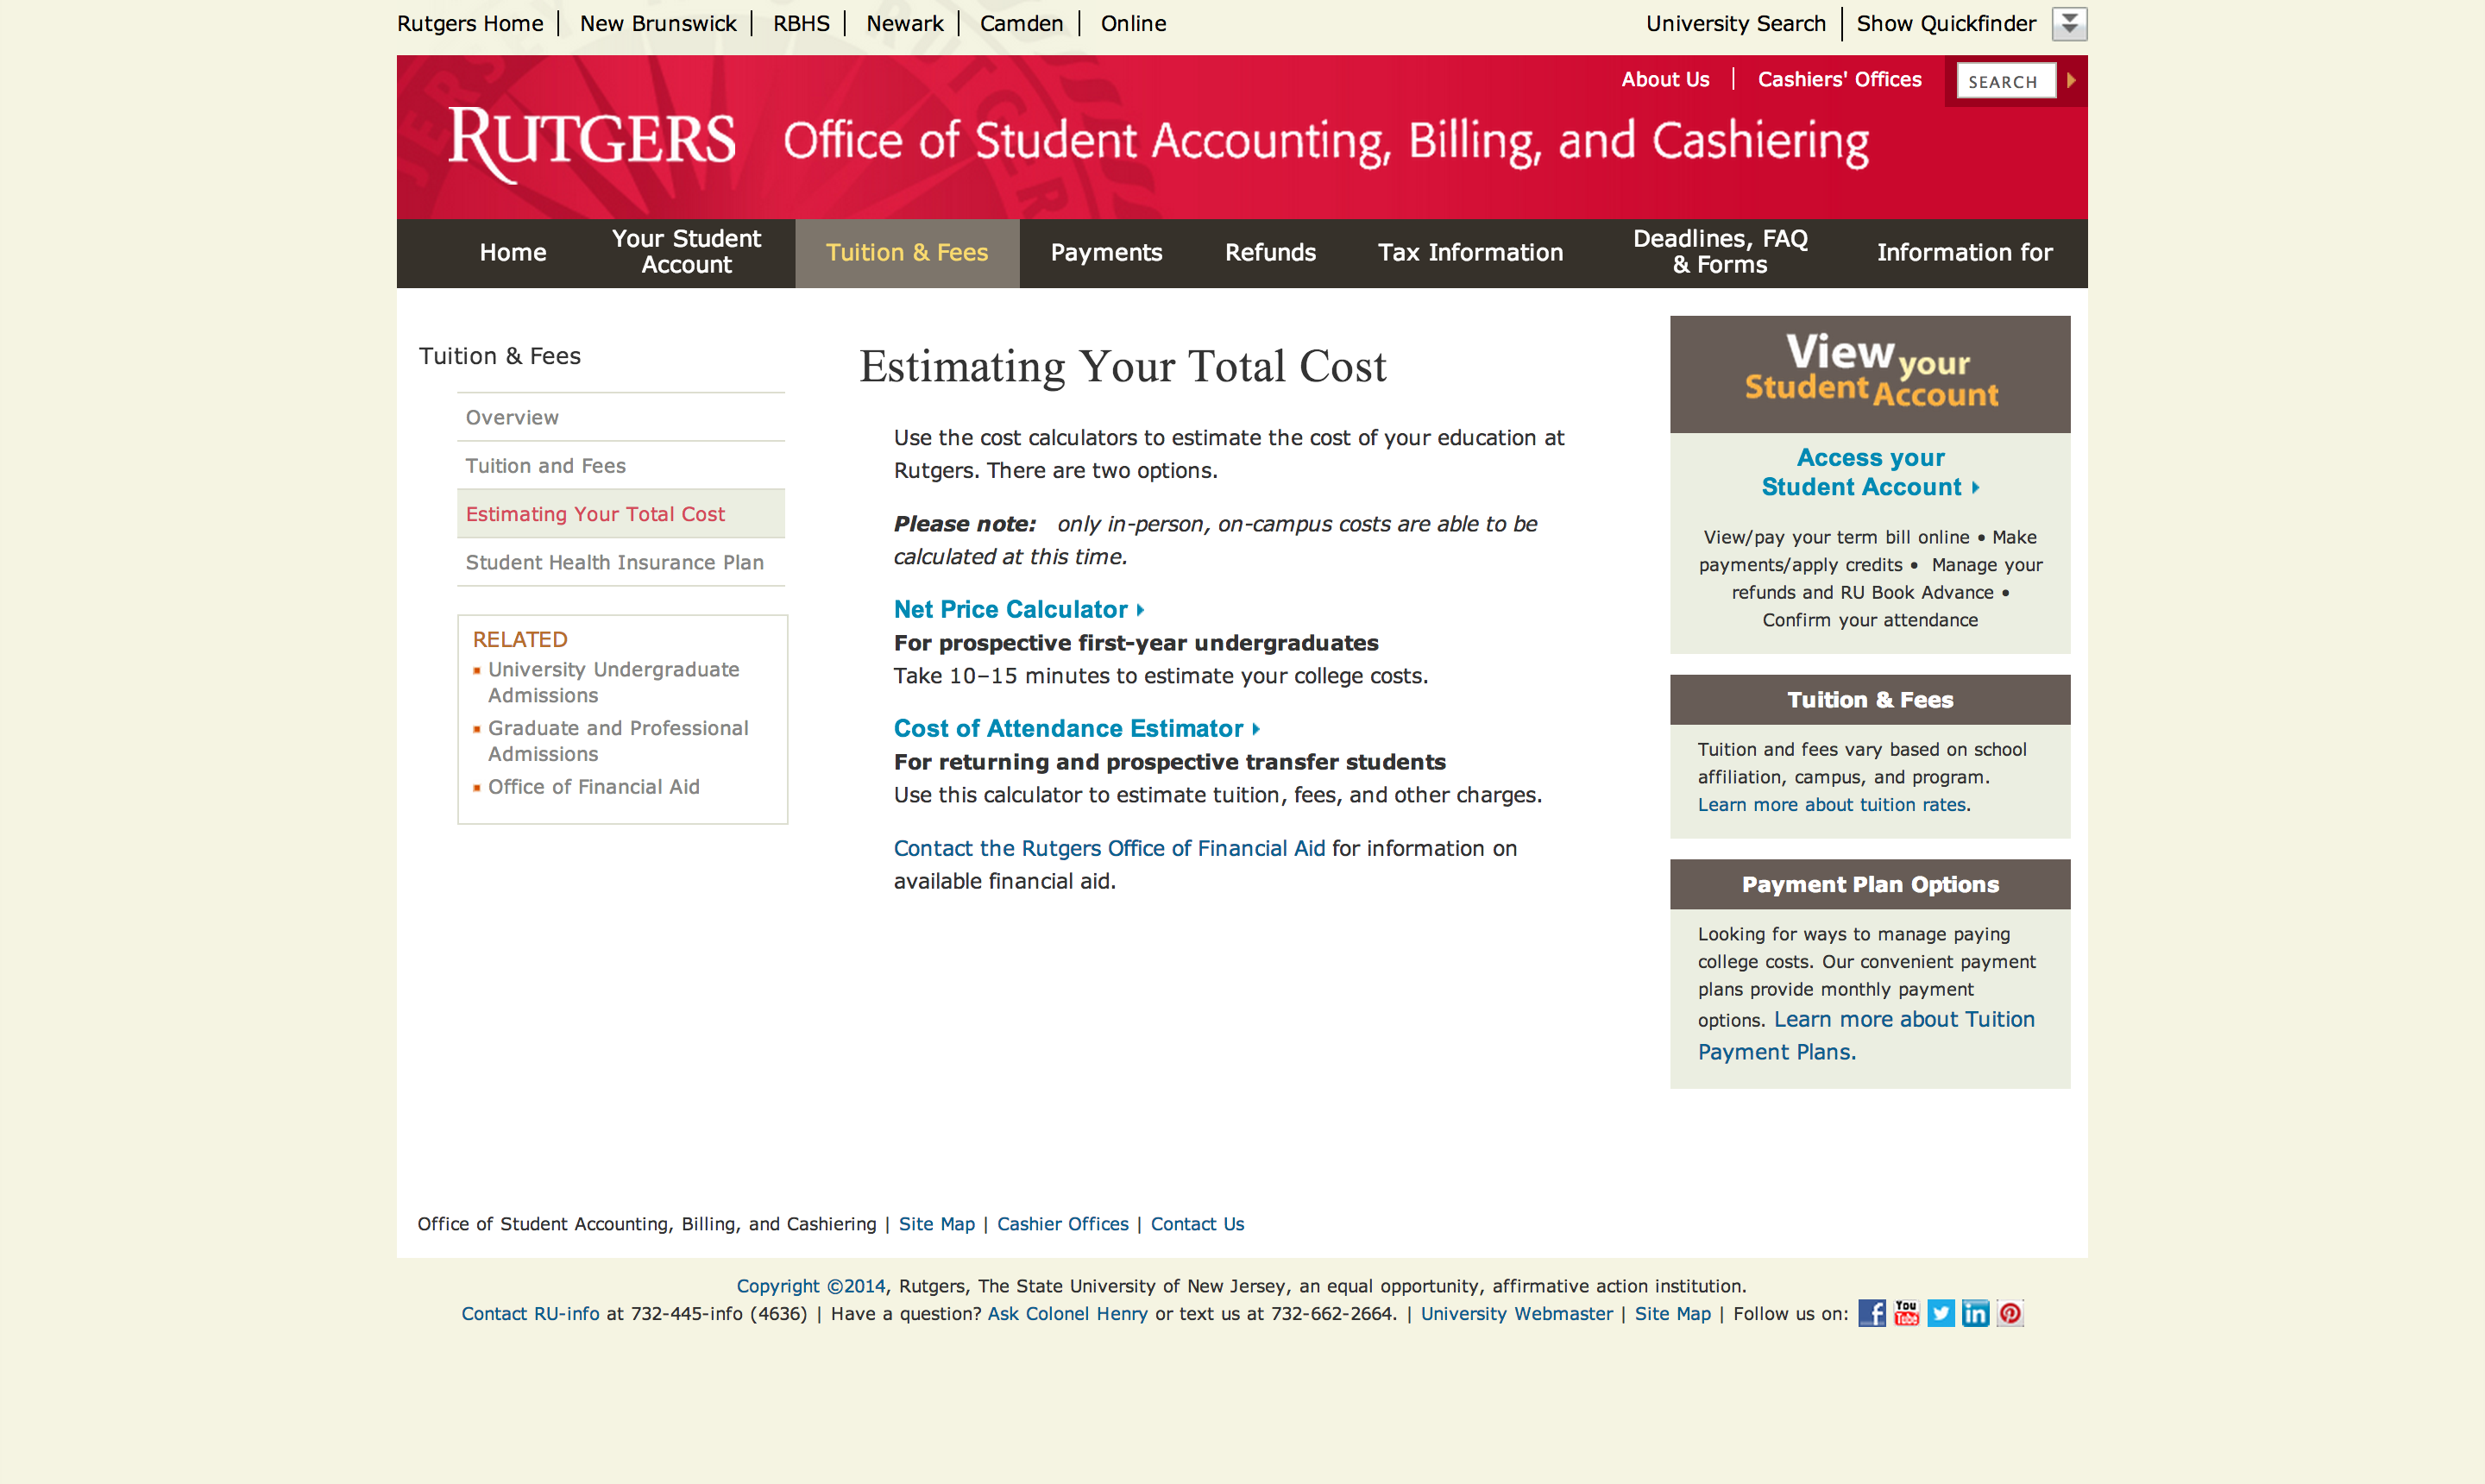 Rutgers Home | New Brunswick | RBHS | Newark | Camden | Online
University Search | Show Quickfinder
About Us | Cashiers' Offices
SEARCH
RUTGERS Office of Student Accounting, Billing, and Cashiering
Home
Your Student
Account
Tuition & Fees
Payments
Refunds
Tax Information
Deadlines, FAQ
& Forms
Information for
Tuition & Fees
Overview
Tuition and Fees
Estimating Your Total Cost
Student Health Insurance Plan
RELATED
University Undergraduate
Admissions
Graduate and Professional
Admissions
Office of Financial Aid
Estimating Your Total Cost
Use the cost calculators to estimate the cost of your education at
Rutgers. There are two options.
Please note: only in-person, on-campus costs are able to be
calculated at this time.
Net Price Calculator
For prospective first-year undergraduates
Take 10–15 minutes to estimate your college costs.
Cost of Attendance Estimator
For returning and prospective transfer students
Use this calculator to estimate tuition, fees, and other charges.
Contact the Rutgers Office of Financial Aid for information on
available financial aid.
View your
Student Account
Access your
Student Account
View/pay your term bill online • Make
payments/apply credits • Manage your
refunds and RU Book Advance •
Confirm your attendance
Tuition & Fees
Tuition and fees vary based on school
affiliation, campus, and program.
Learn more about tuition rates.
Payment Plan Options
Looking for ways to manage paying
college costs. Our convenient payment
plans provide monthly payment
options. Learn more about Tuition
Payment Plans.
Office of Student Accounting, Billing, and Cashiering | Site Map | Cashier Offices | Contact Us
Copyright ©2014, Rutgers, The State University of New Jersey, an equal opportunity, affirmative action institution.
Contact RU-info at 732-445-info (4636) | Have a question? Ask Colonel Henry or text us at 732-662-2664. | University Webmaster | Site Map | Follow us on: f You Tube in